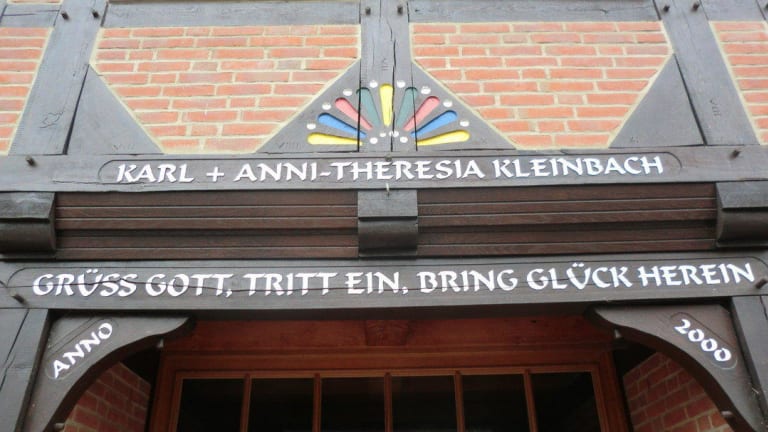 KARL + ANNI-THERESIA KLEINBACH
GRÜSS GOTT, TRITT EIN, BRING GLÜCK HEREIN
ANNO
2000